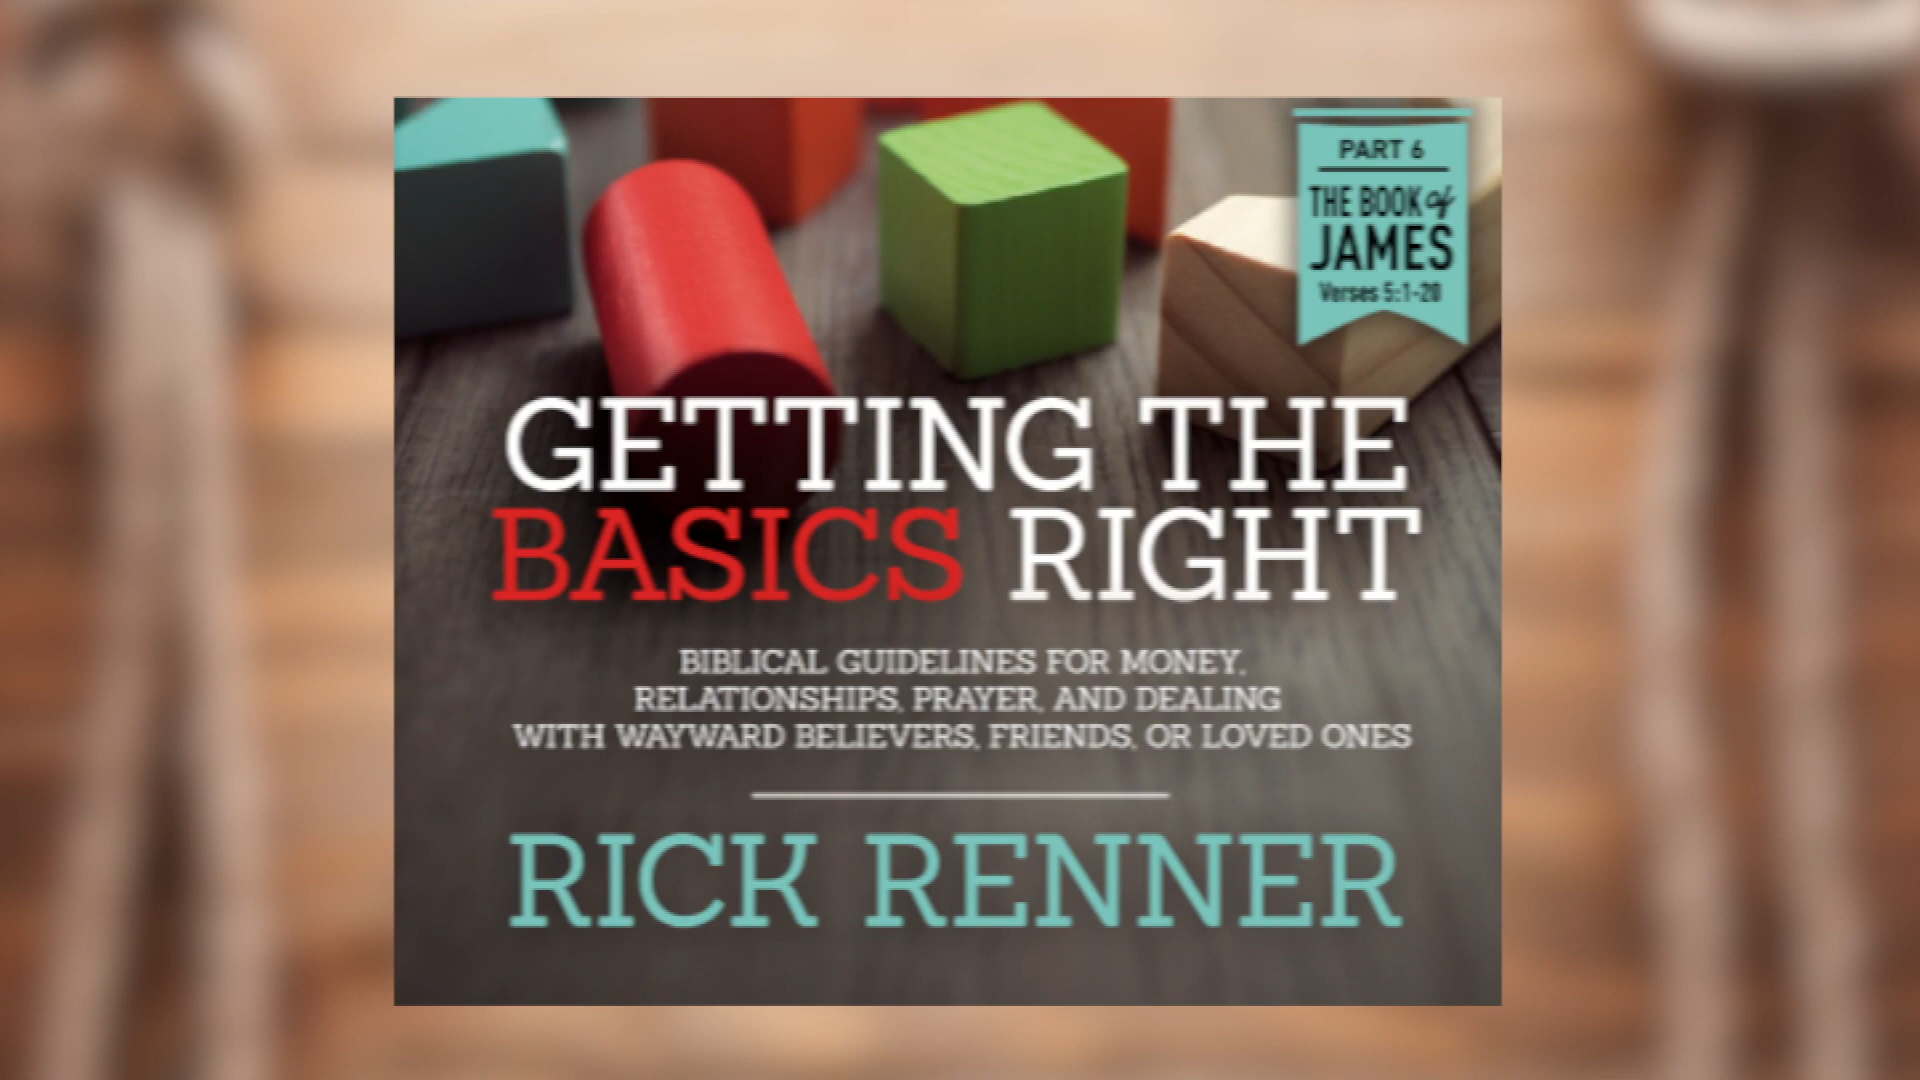 PART 6
THE BOOK of
JAMES
Verses 5:1-20
GETTING THE
BASICS RIGHT
BIBLICAL GUIDELINES FOR MONEY,
RELATIONSHIPS, PRAYER, AND DEALING
WITH WAYWARD BELIEVERS, FRIENDS, OR LOVED ONES
RICK RENNER